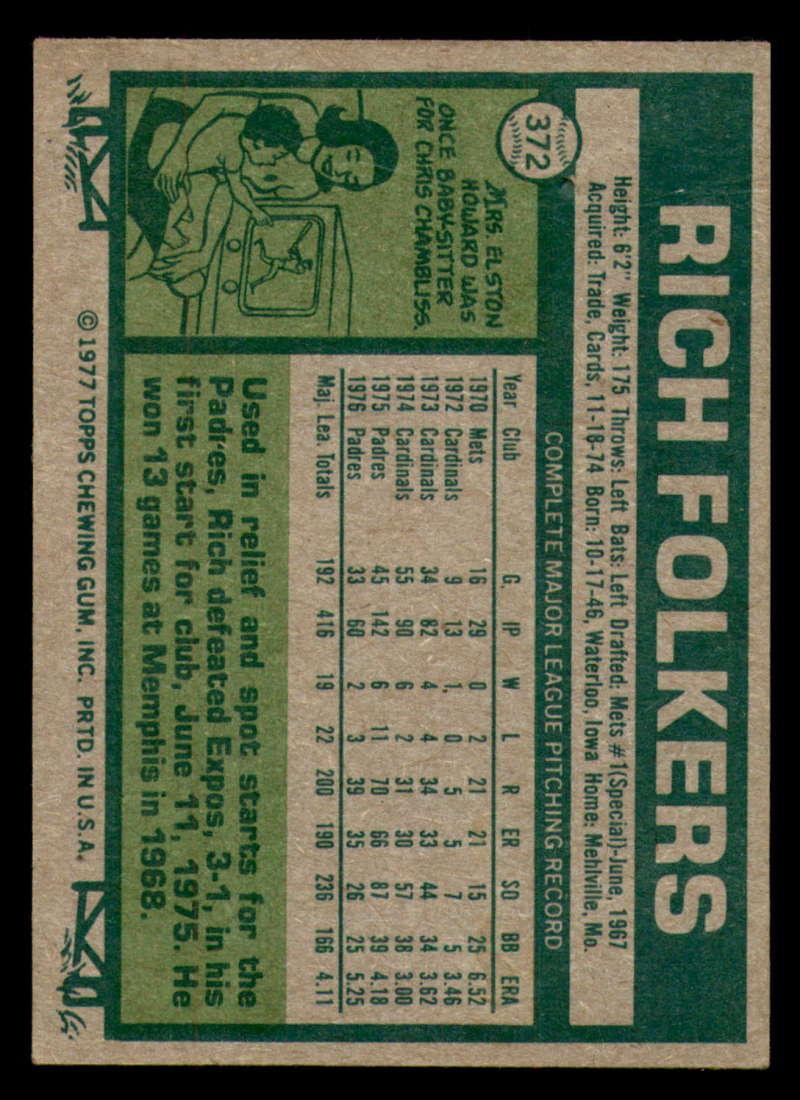 372
RICH FOLKERS
Height: 6'2" Weight: 175 Throws: Left Bats: Left Drafted: Mets #1(Special)-June, 1967
Acquired: Trade, Cards, 11-18-74 Born: 10-17-46, Waterloo, Iowa Home: Mehlville, Mo.
MRS. ELSTON
HOWARD WAS
ONCE BABY-SITTER
FOR CHRIS CHAMBLISS.
COMPLETE MAJOR LEAGUE PITCHING RECORD
Year Club G. IP W L R ER SO BB ERA
1970 Mets 16 29 0 2 21 21 15 25 6.52
1972 Cardinals 9 13 1, 0 5 5 7 5 3.46
1973 Cardinals 34 82 4 4 34 33 44 34 3.62
1974 Cardinals 55 90 6 2 31 30 57 38 3.00
1975 Padres 45 142 6 11 70 66 87 39 4.18
1976 Padres 33 60 2 3 39 35 26 25 5.25
Maj. Lea. Totals 192 416 19 22 200 190 236 166 4.11
Used in relief and spot starts for the
Padres, Rich defeated Expos, 3-1, in his
first start for club, June 11, 1975. He
won 13 games at Memphis in 1968.
©1977 TOPPS CHEWING GUM, INC. PRTD. IN U.S.A.